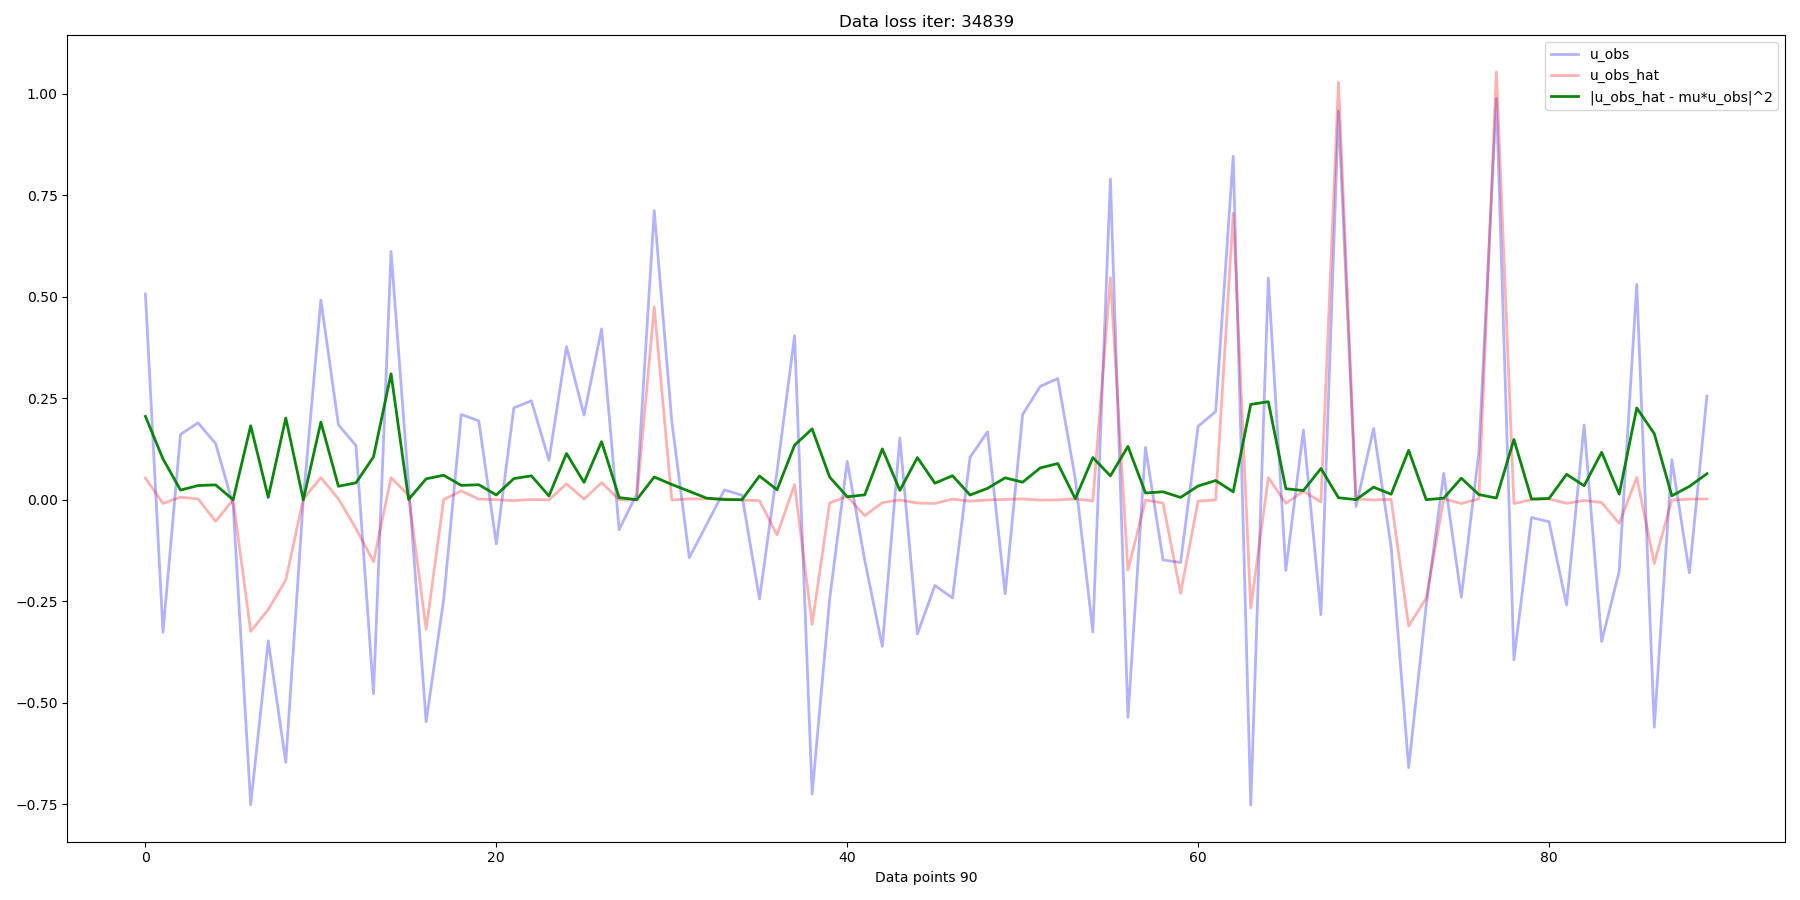 Data loss iter: 34839
u_obs
u_obs_hat
|u_obs_hat - mu*u_obs|^2
1.00
0.75
0.50
0.25
0.00
−0.25
−0.50
−0.75
0 20 40 60 80
Data points 90